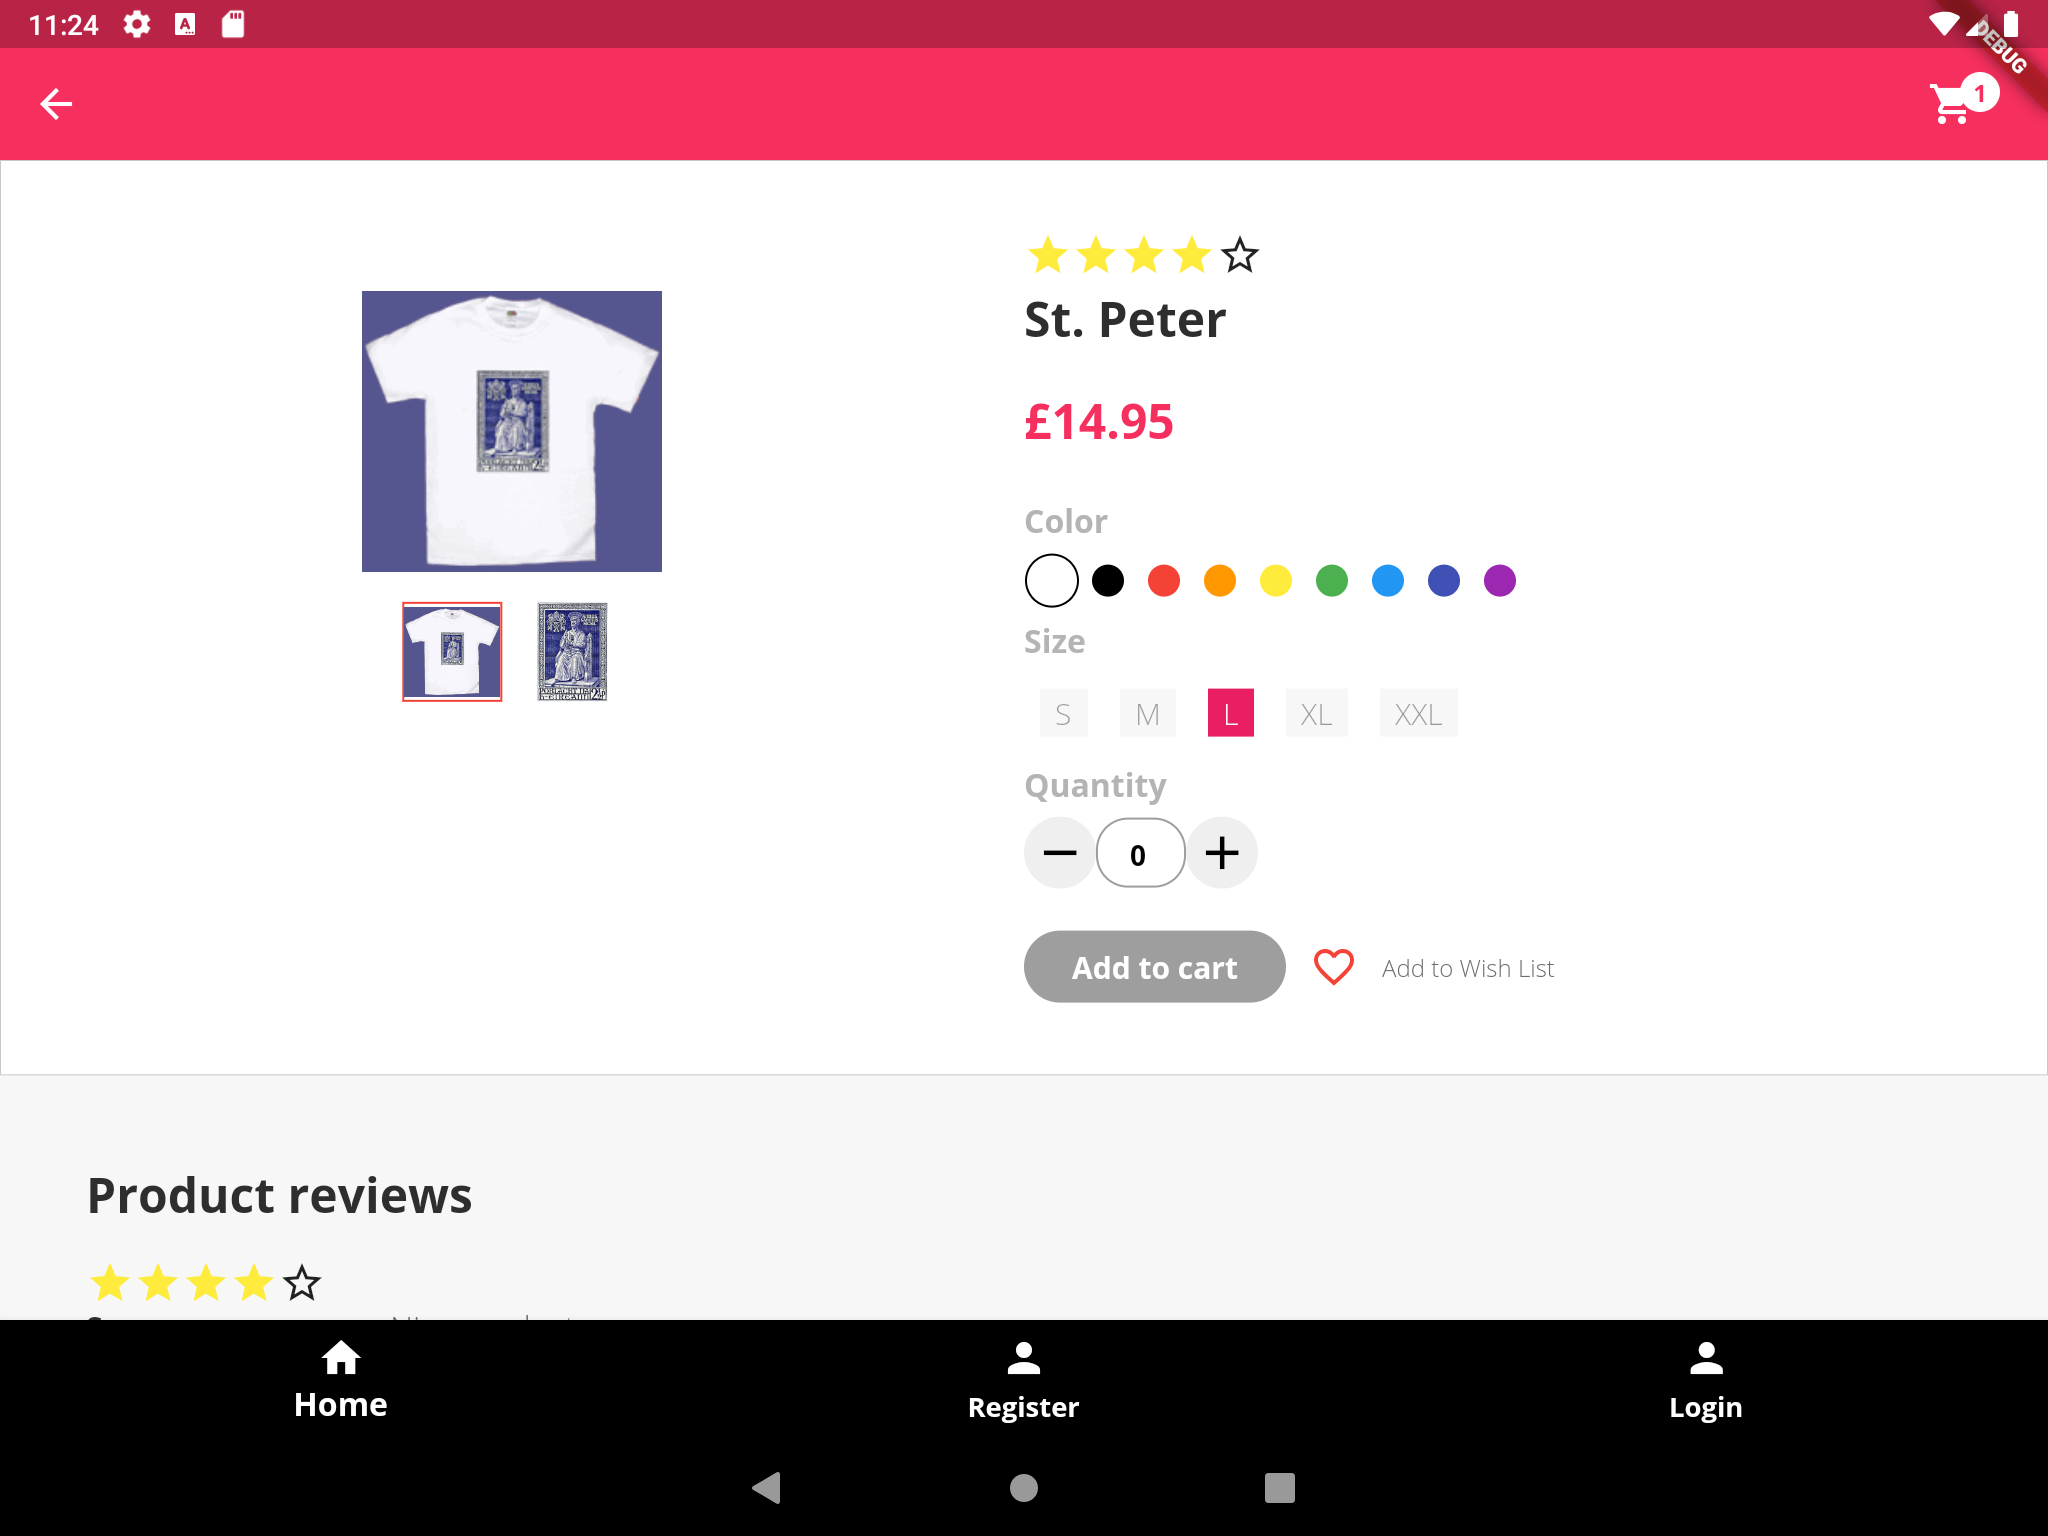 11:24
DEBUG
1
St. Peter
£14.95
Color
Size
S M L XL XXL
Quantity
0
Add to cart
Add to Wish List
Product reviews
Home
Register
Login